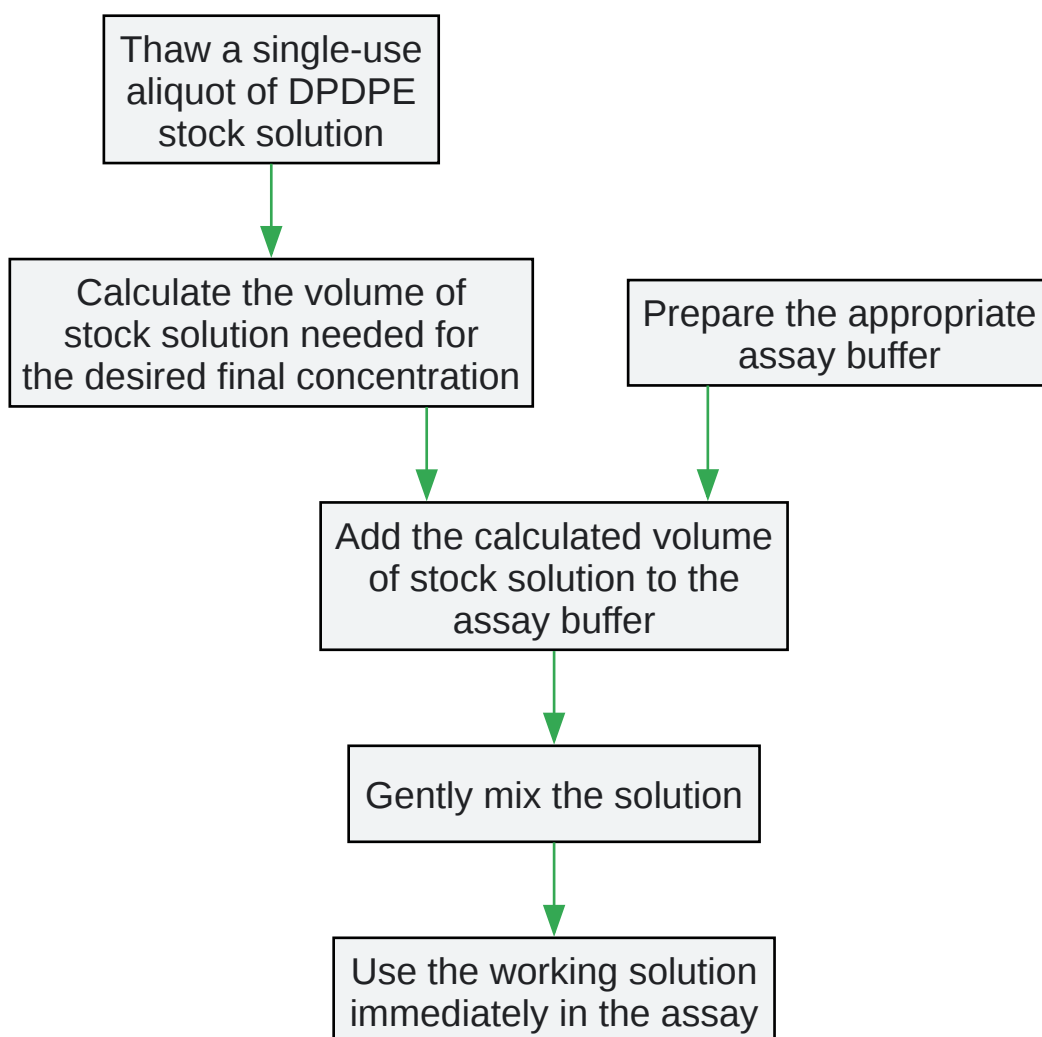 Thaw a single-use
aliquot of DPDPE
stock solution
Calculate the volume of
stock solution needed for
the desired final concentration
Prepare the appropriate
assay buffer
Add the calculated volume
of stock solution to the
assay buffer
Gently mix the solution
Use the working solution
immediately in the assay